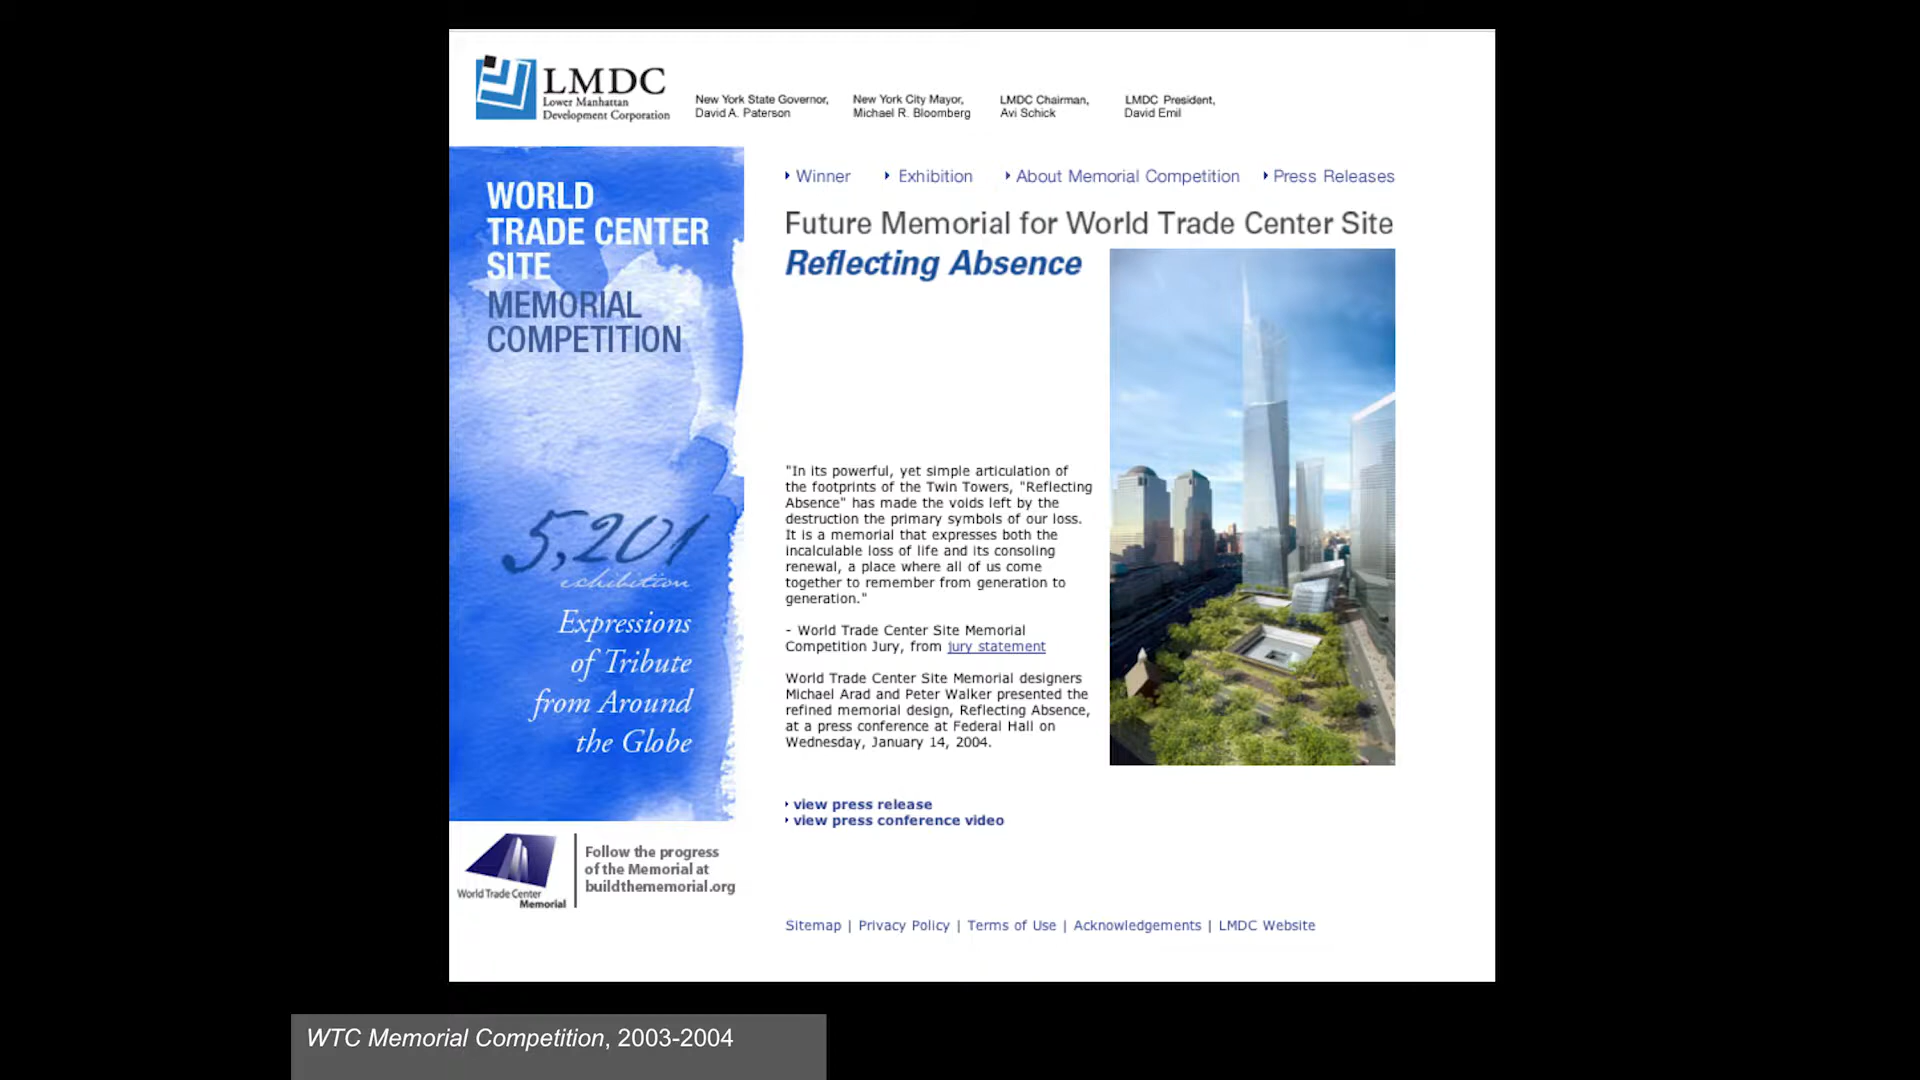 LMDC
Lower Manhattan
Development Corporation
New York State Governor,
David A. Paterson
New York City Mayor,
Michael R. Bloomberg
LMDC Chairman,
Avi Schick
LMDC President,
David Emil
WORLD
TRADE CENTER
SITE
MEMORIAL
COMPETITION
5,201
exhibition
Expressions
of Tribute
from Around
the Globe
World Trade Center
Memorial
Follow the progress
of the Memorial at
buildthememorial.org
Winner
Exhibition
About Memorial Competition
Press Releases
Future Memorial for World Trade Center Site
Reflecting Absence
"In its powerful, yet simple articulation of
the footprints of the Twin Towers, "Reflecting
Absence" has made the voids left by the
destruction the primary symbols of our loss.
It is a memorial that expresses both the
incalculable loss of life and its consoling
renewal, a place where all of us come
together to remember from generation to
generation."
- World Trade Center Site Memorial
Competition Jury, from jury statement
World Trade Center Site Memorial designers
Michael Arad and Peter Walker presented the
refined memorial design, Reflecting Absence,
at a press conference at Federal Hall on
Wednesday, January 14, 2004.
view press release
view press conference video
Sitemap | Privacy Policy | Terms of Use | Acknowledgements | LMDC Website
WTC Memorial Competition, 2003-2004